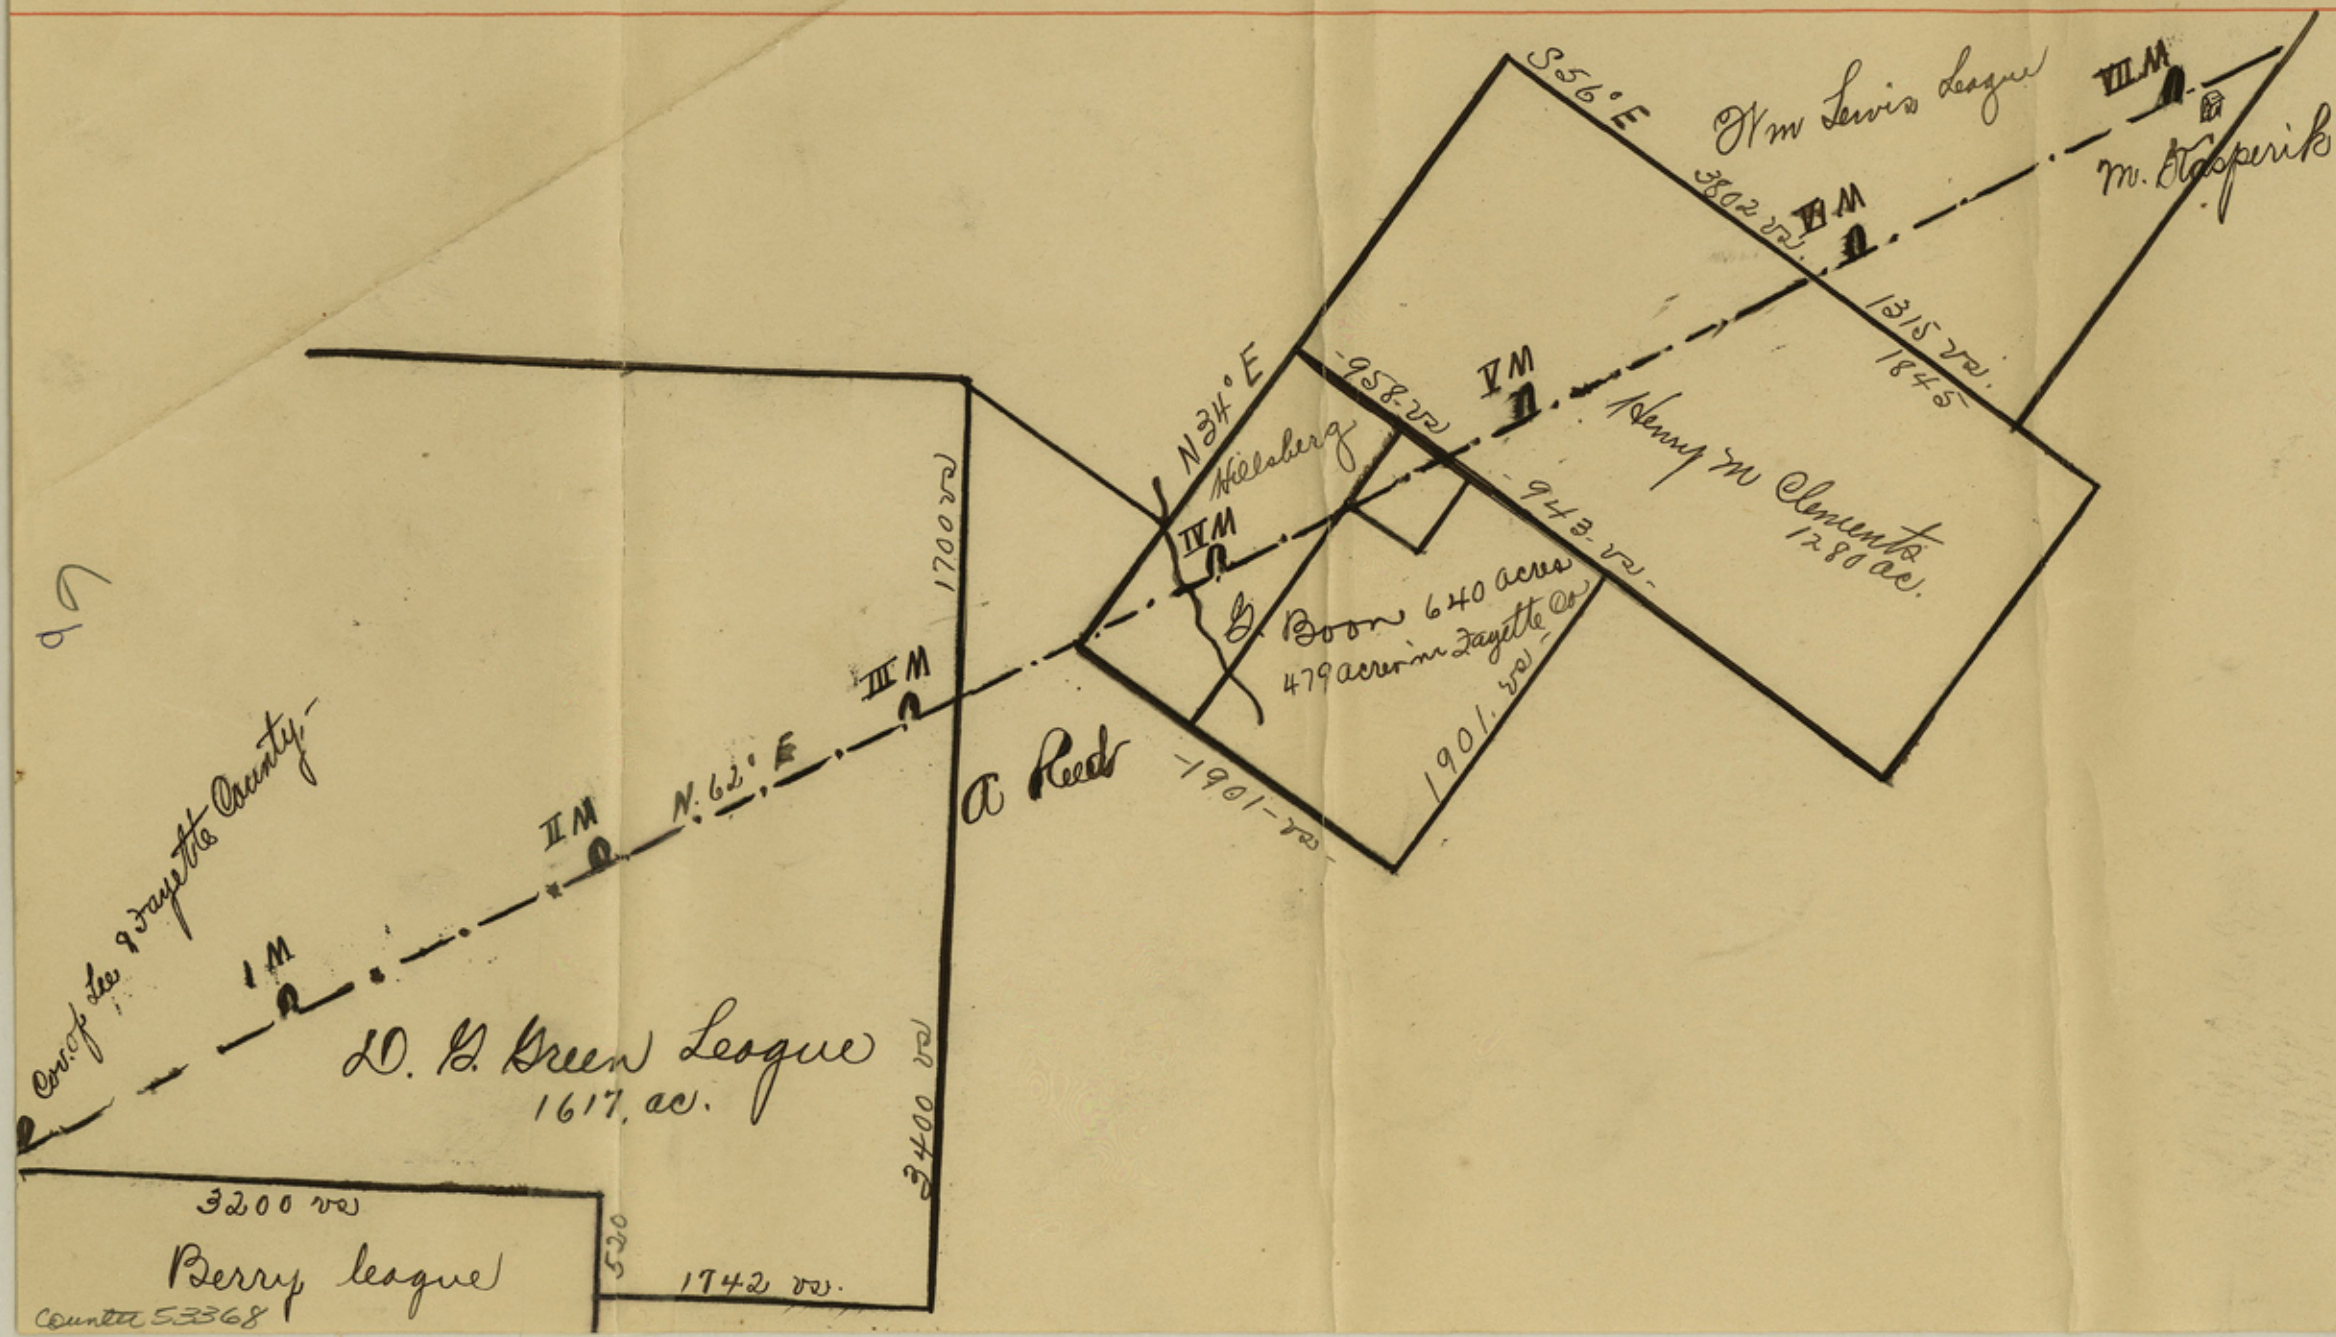 S 56° E
Wm Lewis League
VII M
M. Kasperik
3802 vs.
VI M
1315 vs.
1845
N 34° E
-958-vs
V M
Hillsberg
Henry M Clements
1280 ac.
-943-vs-
IV M
1700 vs
G. Boon 640 acres
479 acres in Fayette Co
1901. vs-
-1901-vs-
III M
A Reed
N. 62° E
II M
Cor. of Lee & Fayette County.-
I M
D. G. Green League
1617. ac.
3400 vs
3200 vs
520
Berry league
1742 vs.
counter 53368